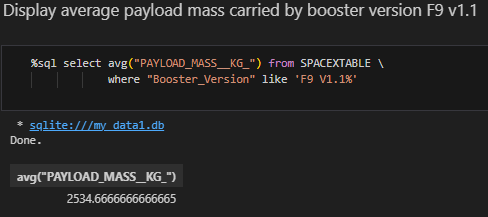 Display average payload mass carried by booster version F9 v1.1
%sql select avg("PAYLOAD_MASS__KG_") from SPACEXTABLE \
where "Booster_Version" like 'F9 V1.1%'
* sqlite:///my_data1.db
Done.
avg("PAYLOAD_MASS__KG_")
2534.6666666666665